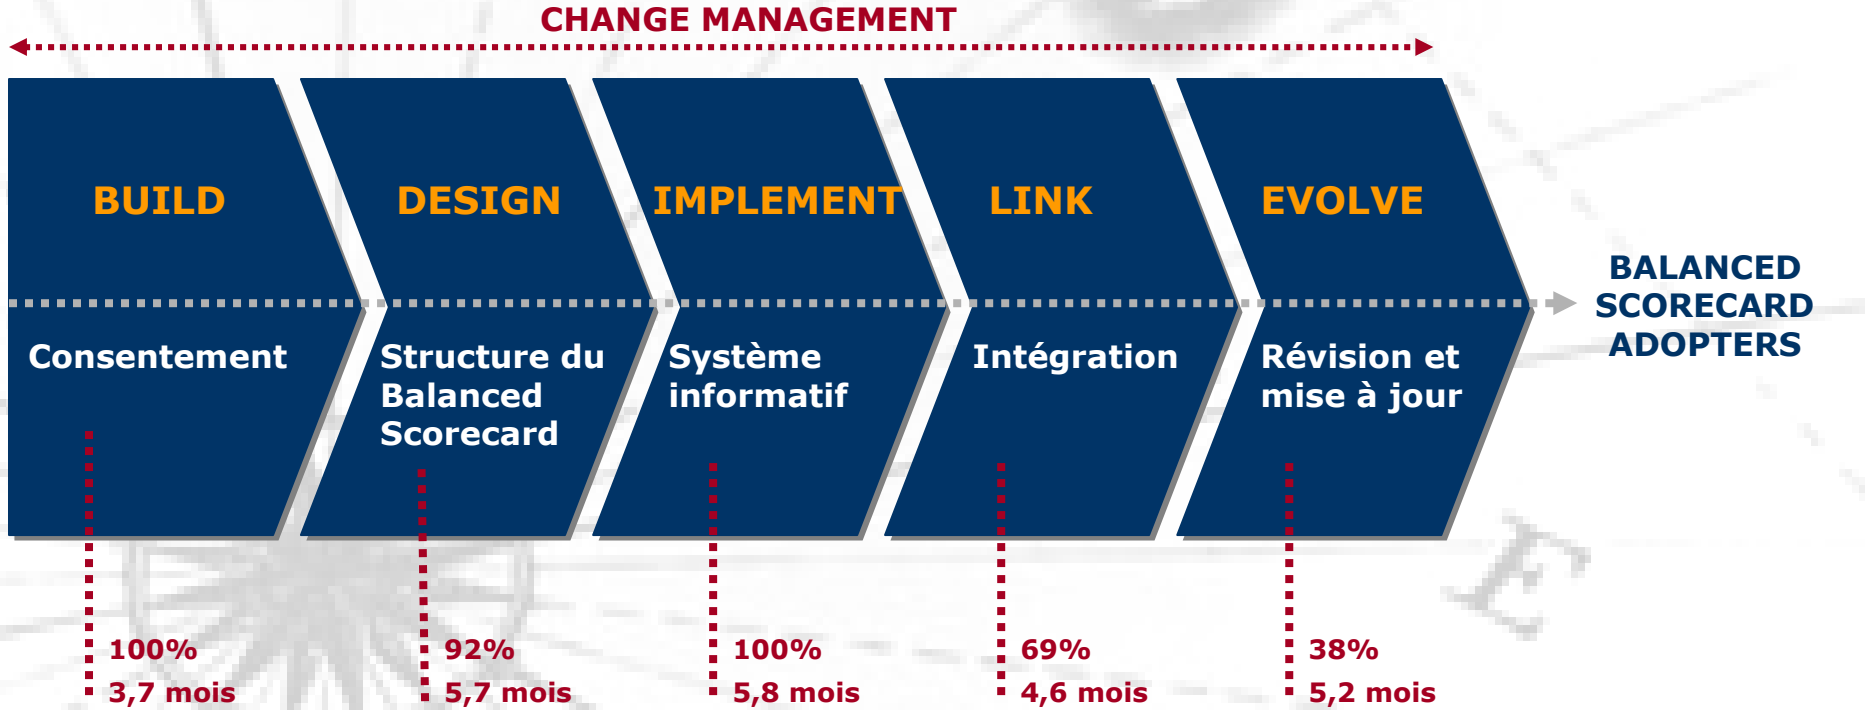 CHANGE MANAGEMENT
BUILD
DESIGN
IMPLEMENT
LINK
EVOLVE
BALANCED
SCORECARD
ADOPTERS
Consentement
Structure du
Balanced
Scorecard
Système
informatif
Intégration
Révision et
mise à jour
100%
3,7 mois
92%
5,7 mois
100%
5,8 mois
69%
4,6 mois
38%
5,2 mois
E